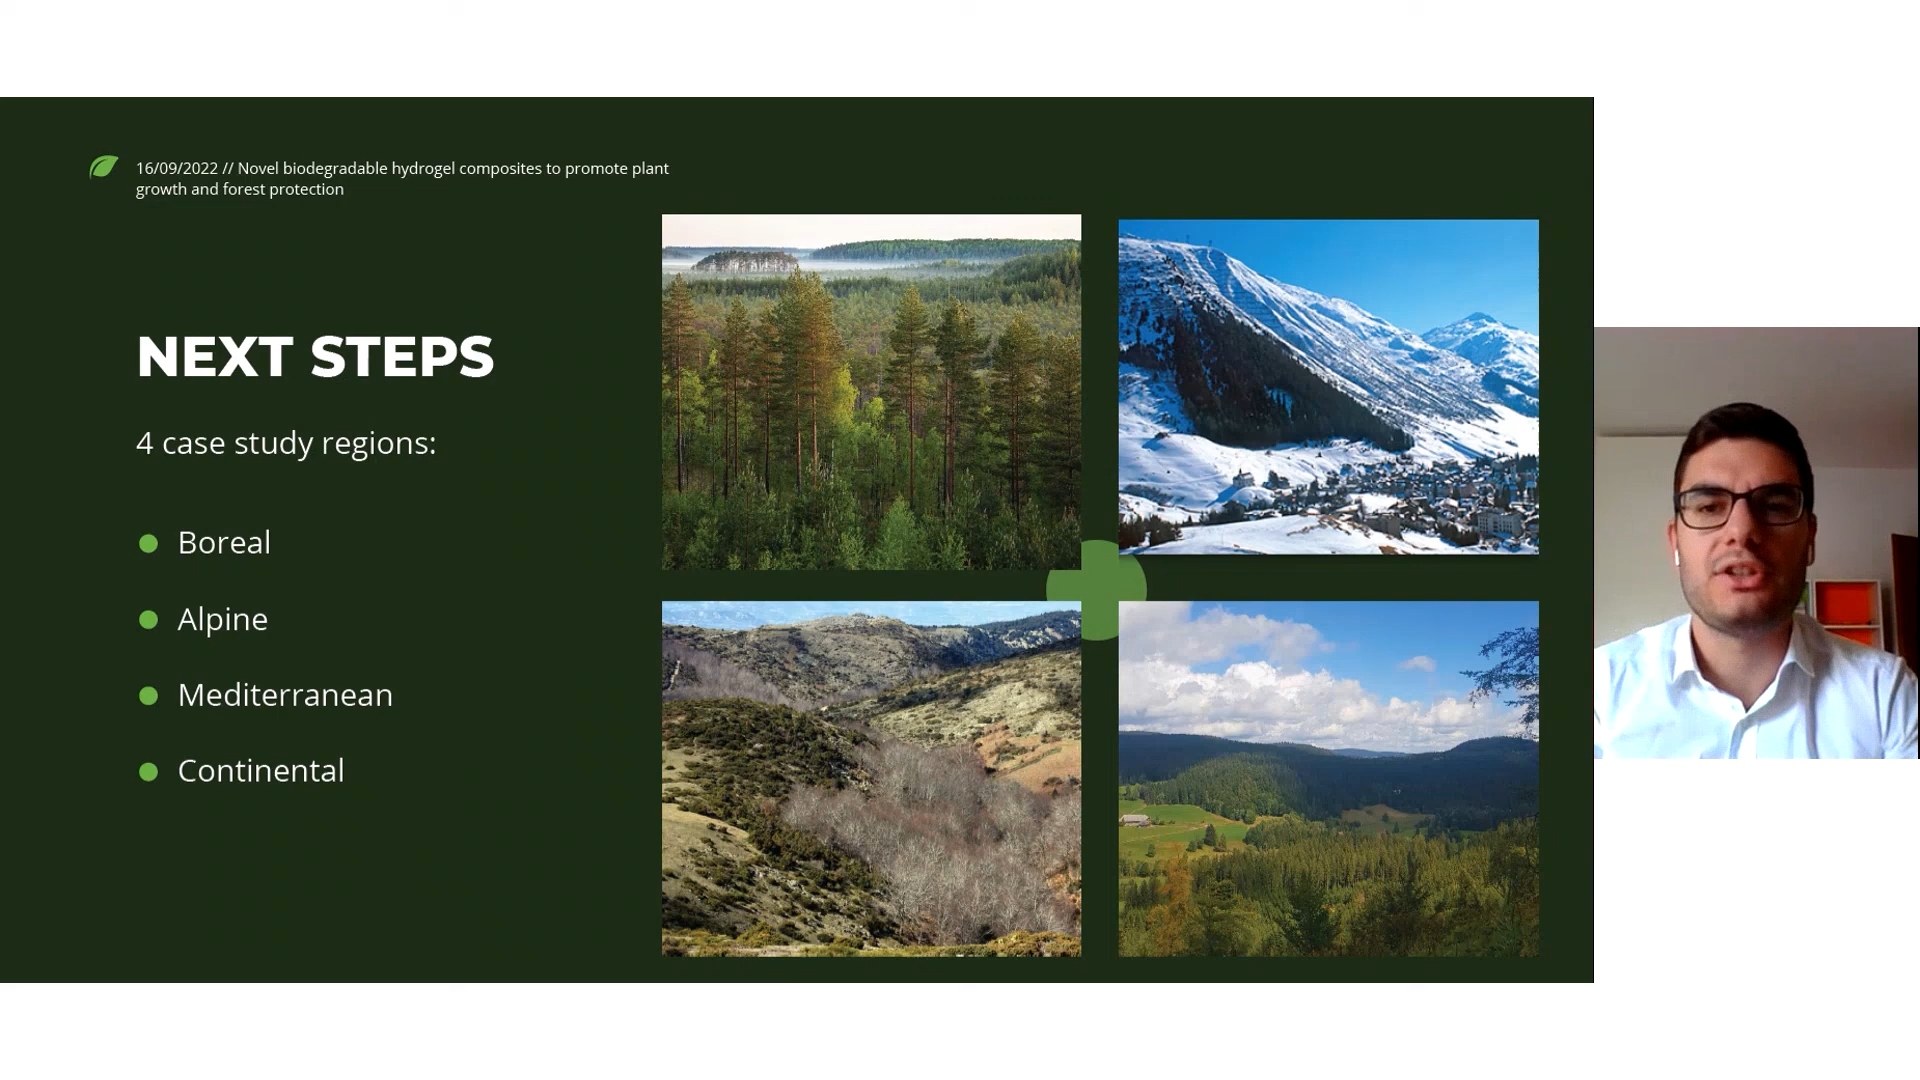 16/09/2022 // Novel biodegradable hydrogel composites to promote plant
growth and forest protection
NEXT STEPS
4 case study regions:
Boreal
Alpine
Mediterranean
Continental